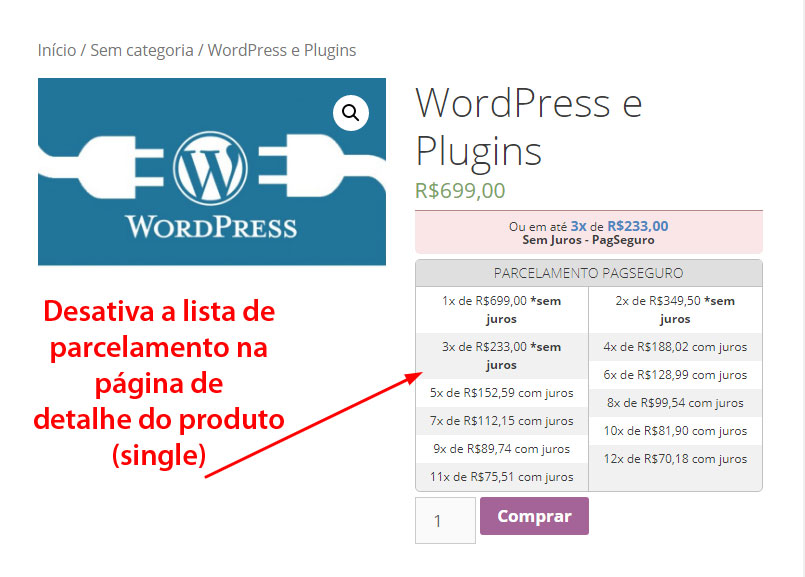 Início / Sem categoria / WordPress e Plugins
WORDPRESS
WordPress e
Plugins
R$699,00
Ou em até 3x de R$233,00
Sem Juros - PagSeguro
PARCELAMENTO PAGSEGURO
1x de R$699,00 *sem
juros
2x de R$349,50 *sem
juros
3x de R$233,00 *sem
juros
4x de R$188,02 com juros
5x de R$152,59 com juros
6x de R$128,99 com juros
7x de R$112,15 com juros
8x de R$99,54 com juros
9x de R$89,74 com juros
10x de R$81,90 com juros
11x de R$75,51 com juros
12x de R$70,18 com juros
1
Comprar
Desativa a lista de
parcelamento na
página de
detalhe do produto
(single)